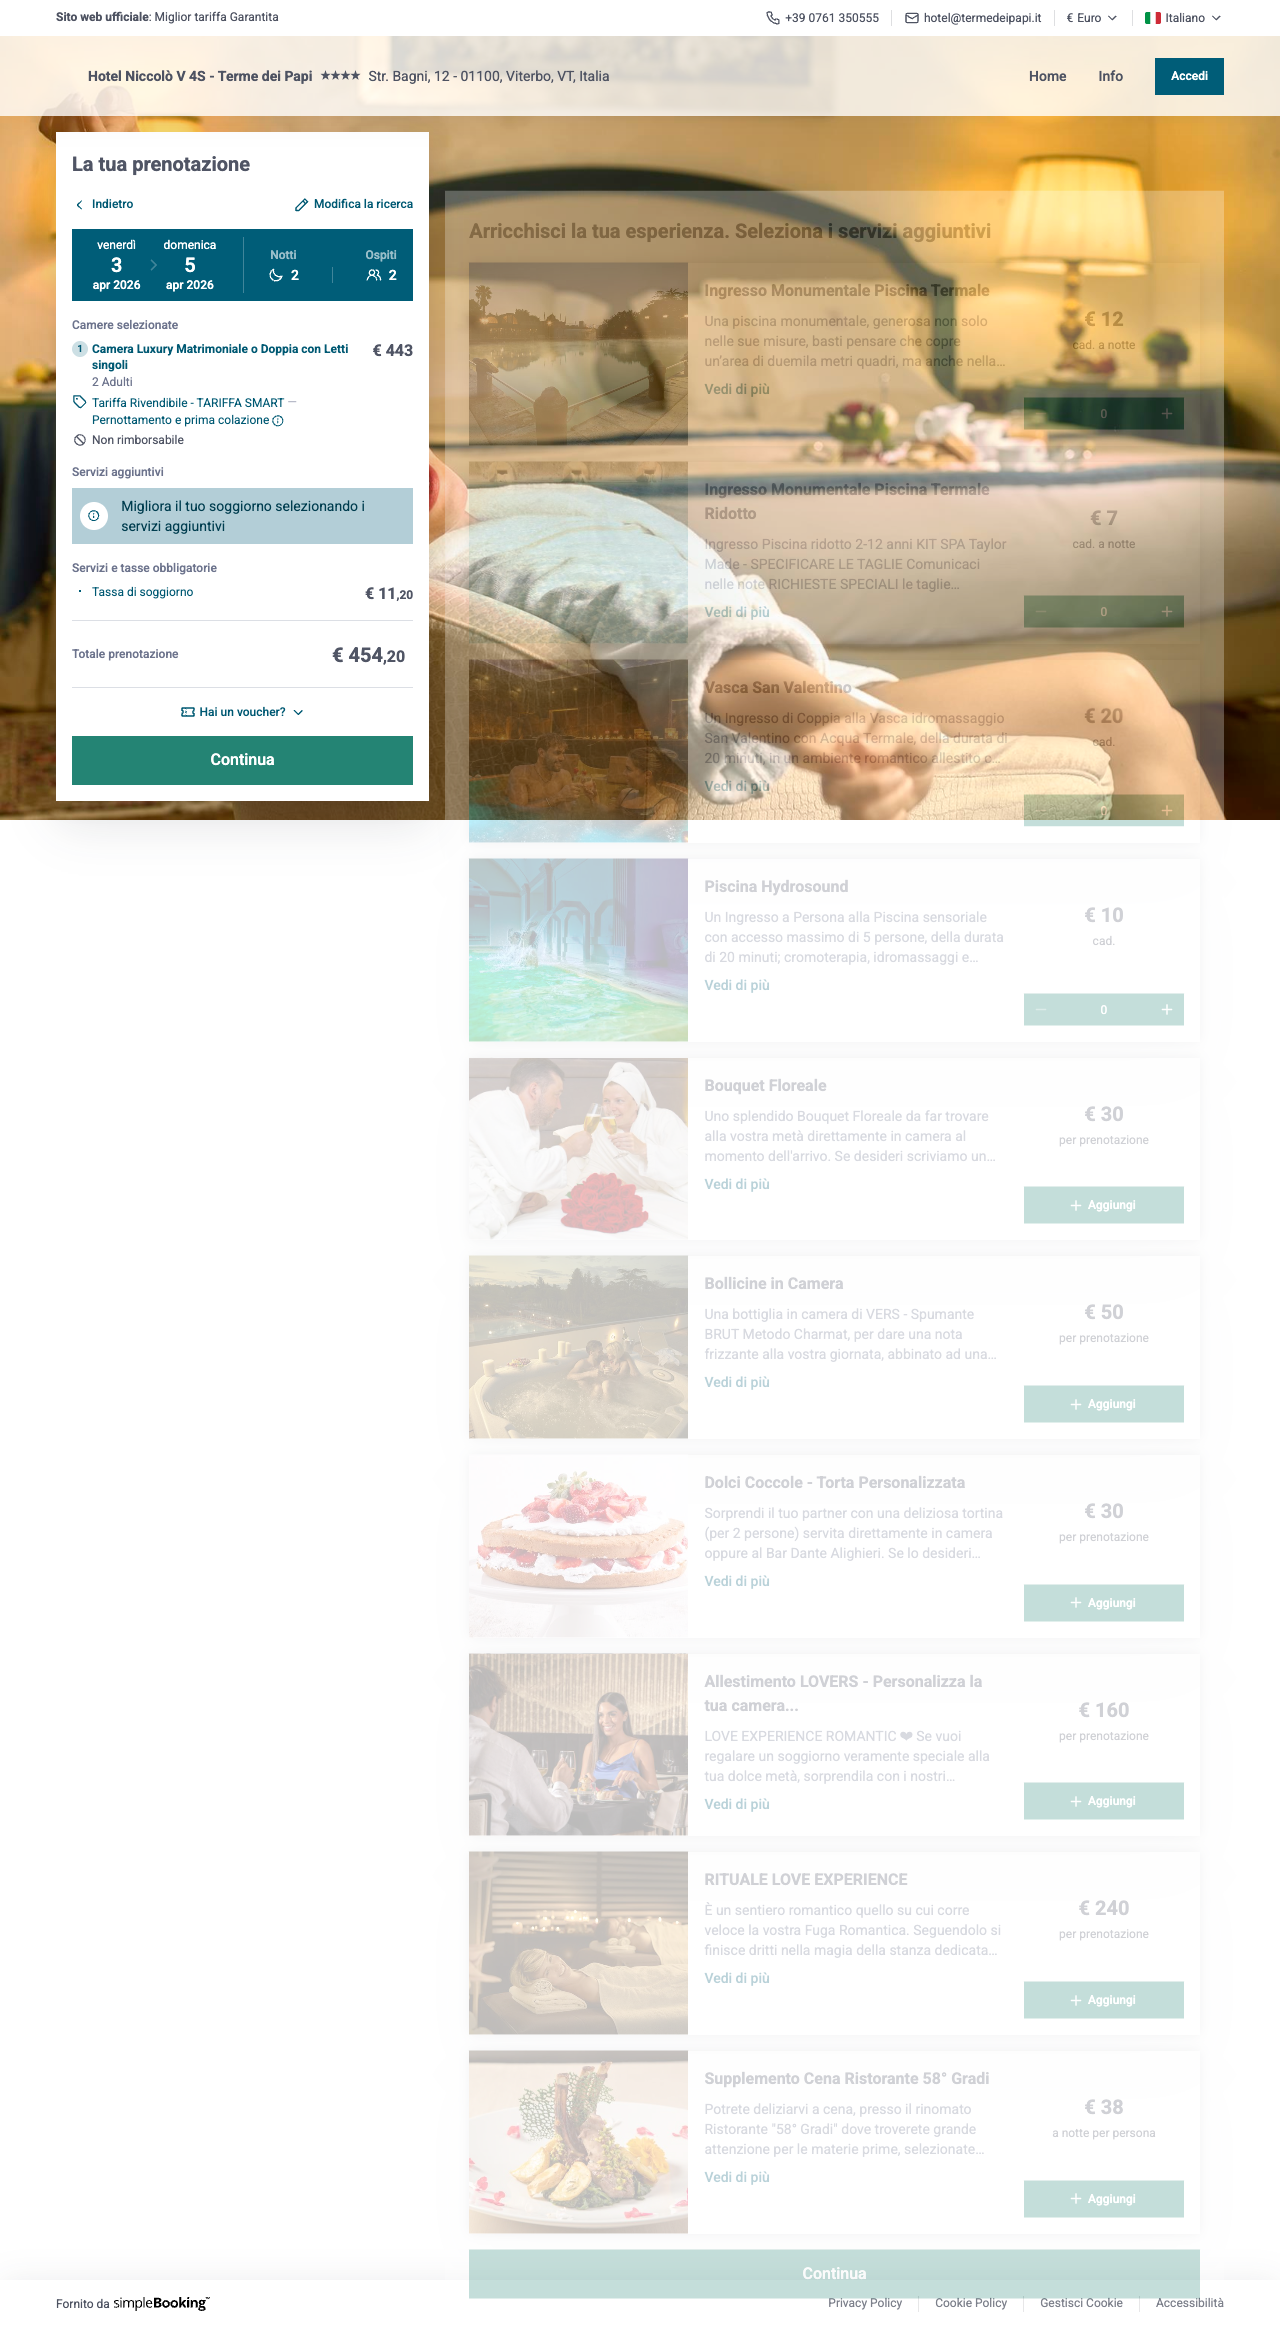 Sito web ufficiale: Miglior tariffa Garantita
+39 0761 350555
hotel@termedeipapi.it
€ Euro
Italiano
Hotel Niccolò V 4S - Terme dei Papi ★★★★ Str. Bagni, 12 - 01100, Viterbo, VT, Italia
Home
Info
Accedi
La tua prenotazione
Indietro
Modifica la ricerca
venerdì
3
apr 2026
domenica
5
apr 2026
Notti
2
Ospiti
2
Camere selezionate
1 Camera Luxury Matrimoniale o Doppia con Letti
singoli
€ 443
2 Adulti
Tariffa Rivendibile - TARIFFA SMART —
Pernottamento e prima colazione
Non rimborsabile
Servizi aggiuntivi
Migliora il tuo soggiorno selezionando i
servizi aggiuntivi
Servizi e tasse obbligatorie
· Tassa di soggiorno
€ 11,20
Totale prenotazione
€ 454,20
Hai un voucher?
Continua
Arricchisci la tua esperienza. Seleziona i servizi aggiuntivi
Ingresso Monumentale Piscina Termale
Una piscina monumentale, generosa non solo
nelle sue misure, basti pensare che copre
un'area di duemila metri quadri, ma anche nella...
Vedi di più
€ 12
cad. a notte
0 +
Ingresso Monumentale Piscina Termale
Ridotto
Ingresso Piscina ridotto 2-12 anni KIT SPA Taylor
Made - SPECIFICARE LE TAGLIE Comunicaci
nelle note RICHIESTE SPECIALI le taglie...
Vedi di più
€ 7
cad. a notte
− 0 +
Vasca San Valentino
Un Ingresso di Coppia alla Vasca idromassaggio
San Valentino con Acqua Termale, della durata di
20 minuti, in un ambiente romantico allestito o...
Vedi di più
€ 20
cad.
+
Piscina Hydrosound
Un Ingresso a Persona alla Piscina sensoriale
con accesso massimo di 5 persone, della durata
di 20 minuti; cromoterapia, idromassaggi e...
Vedi di più
€ 10
cad.
− 0 +
Bouquet Floreale
Uno splendido Bouquet Floreale da far trovare
alla vostra metà direttamente in camera al
momento dell'arrivo. Se desideri scriviamo un...
Vedi di più
€ 30
per prenotazione
+ Aggiungi
Bollicine in Camera
Una bottiglia in camera di VERS - Spumante
BRUT Metodo Charmat, per dare una nota
frizzante alla vostra giornata, abbinato ad una...
Vedi di più
€ 50
per prenotazione
+ Aggiungi
Dolci Coccole - Torta Personalizzata
Sorprendi il tuo partner con una deliziosa tortina
(per 2 persone) servita direttamente in camera
oppure al Bar Dante Alighieri. Se lo desideri...
Vedi di più
€ 30
per prenotazione
+ Aggiungi
Allestimento LOVERS - Personalizza la
tua camera...
LOVE EXPERIENCE ROMANTIC ❤ Se vuoi
regalare un soggiorno veramente speciale alla
tua dolce metà, sorprendila con i nostri...
Vedi di più
€ 160
per prenotazione
+ Aggiungi
RITUALE LOVE EXPERIENCE
È un sentiero romantico quello su cui corre
veloce la vostra Fuga Romantica. Seguendolo si
finisce dritti nella magia della stanza dedicata...
Vedi di più
€ 240
per prenotazione
+ Aggiungi
Supplemento Cena Ristorante 58° Gradi
Potrete deliziarvi a cena, presso il rinomato
Ristorante "58° Gradi" dove troverete grande
attenzione per le materie prime, selezionate...
Vedi di più
€ 38
a notte per persona
+ Aggiungi
Continua
Fornito da simpleBooking
Privacy Policy
Cookie Policy
Gestisci Cookie
Accessibilità